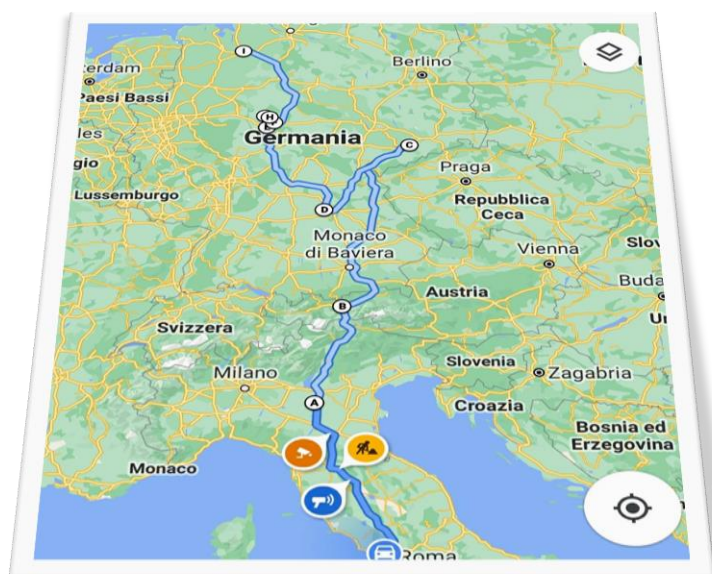 I
Berlino
terdam
Paesi Bassi
H
E
Germania
les
C
gio
Praga
Lussemburgo
Repubblica
Ceca
D
Monaco
di Baviera
Vienna
Slov
Buda
B
Austria
Svizzera
Slovenia
Milano
Zagabria
A
Croazia
Bosnia ed
Erzegovina
Monaco
Roma